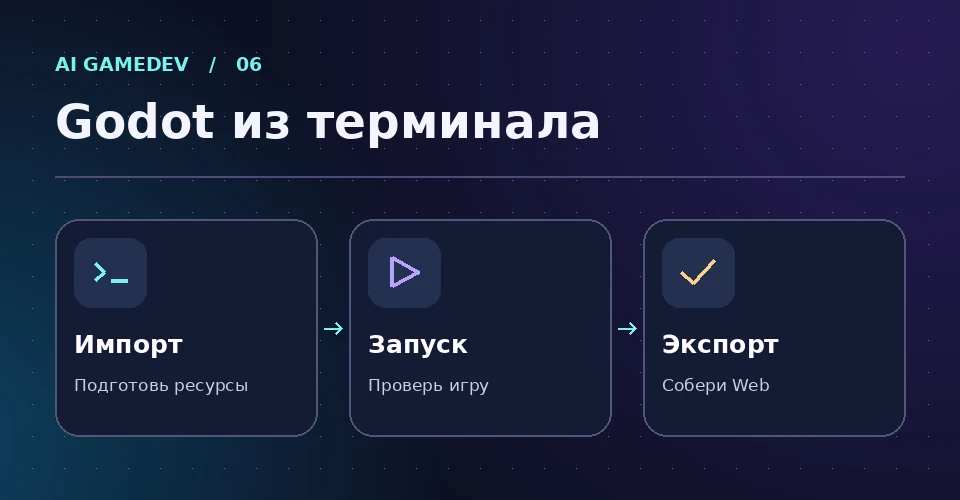 AI GAMEDEV / 06
Godot из терминала
Импорт
Подготовь ресурсы
Запуск
Проверь игру
Экспорт
Собери Web